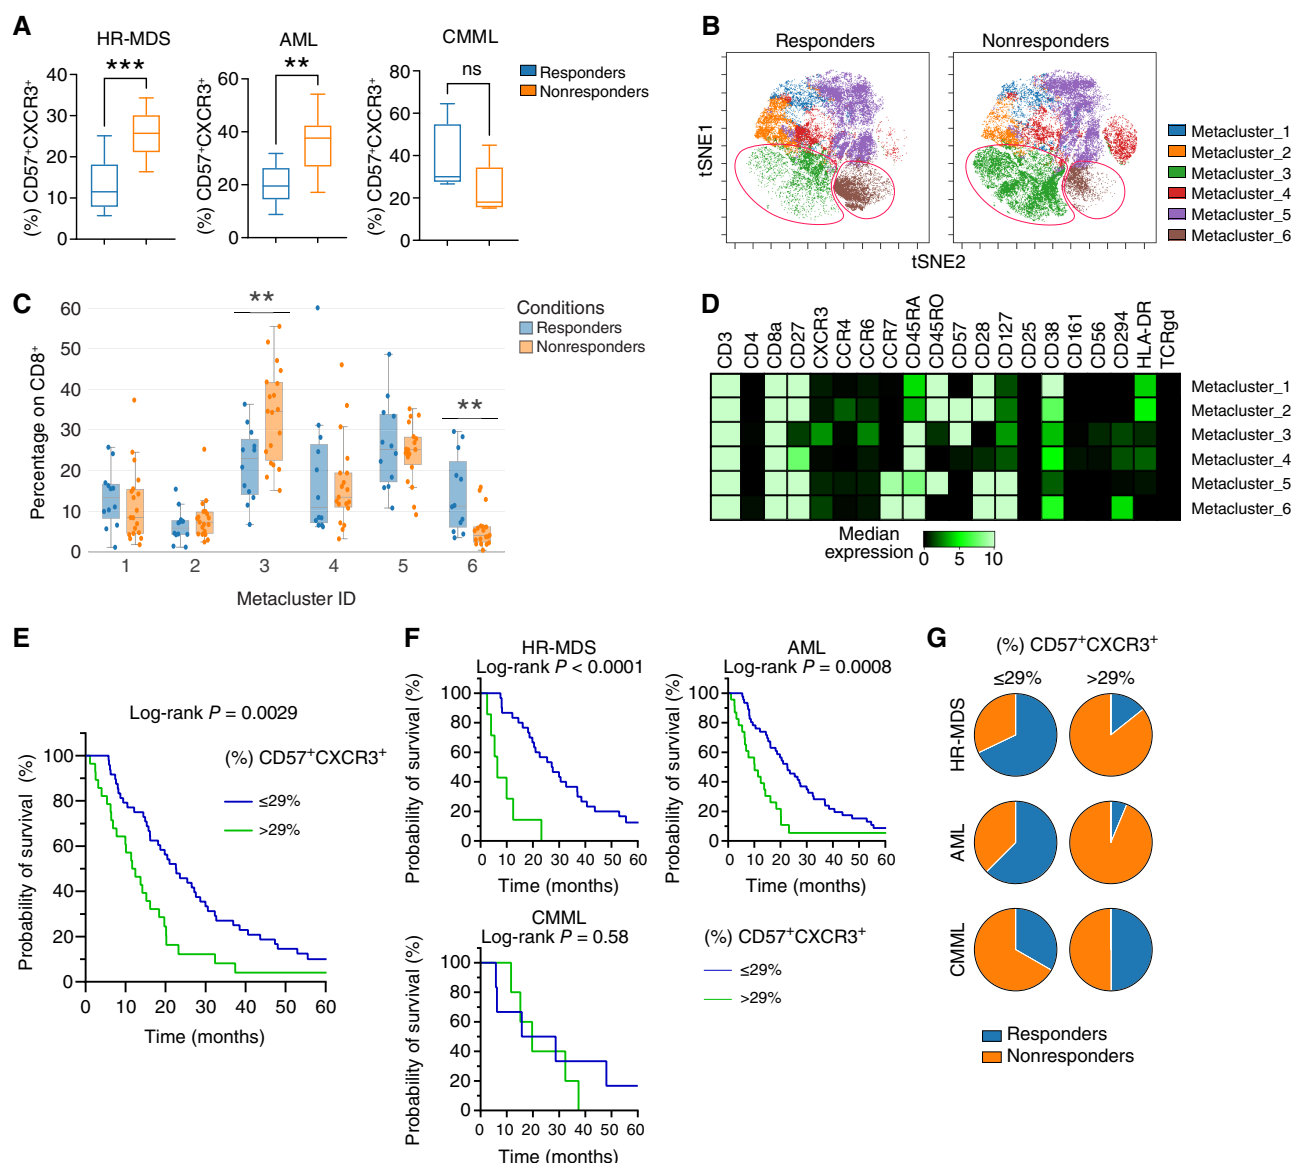 A
HR-MDS
AML
CMML
(%) CD57⁺CXCR3⁺
40
30
20
10
0
***
(%) CD57⁺CXCR3⁺
60
40
20
0
**
(%) CD57⁺CXCR3⁺
80
60
40
20
0
ns
Responders
Nonresponders
B
Responders
Nonresponders
tSNE1
tSNE2
Metacluster_1
Metacluster_2
Metacluster_3
Metacluster_4
Metacluster_5
Metacluster_6
C
Percentage on CD8⁺
60
50
40
30
20
10
0
**
**
1 2 3 4 5 6
Metacluster ID
Conditions
Responders
Nonresponders
D
CD3 CD4 CD8a CD27 CXCR3 CCR4 CCR6 CCR7 CD45RA CD45RO CD57 CD28 CD127 CD25 CD38 CD161 CD56 CD294 HLA-DR TCRgd
Metacluster_1
Metacluster_2
Metacluster_3
Metacluster_4
Metacluster_5
Metacluster_6
Median
expression
0 5 10
E
Log-rank P = 0.0029
(%) CD57⁺CXCR3⁺
≤29%
>29%
Probability of survival (%)
100
80
60
40
20
0
0 10 20 30 40 50 60
Time (months)
F
HR-MDS
Log-rank P < 0.0001
Probability of survival (%)
100
80
60
40
20
0
0 10 20 30 40 50 60
Time (months)
AML
Log-rank P = 0.0008
Probability of survival (%)
100
80
60
40
20
0
0 10 20 30 40 50 60
Time (months)
CMML
Log-rank P = 0.58
Probability of survival (%)
100
80
60
40
20
0
0 10 20 30 40 50 60
Time (months)
(%) CD57⁺CXCR3⁺
≤29%
>29%
G
(%) CD57⁺CXCR3⁺
≤29% >29%
HR-MDS
AML
CMML
Responders
Nonresponders